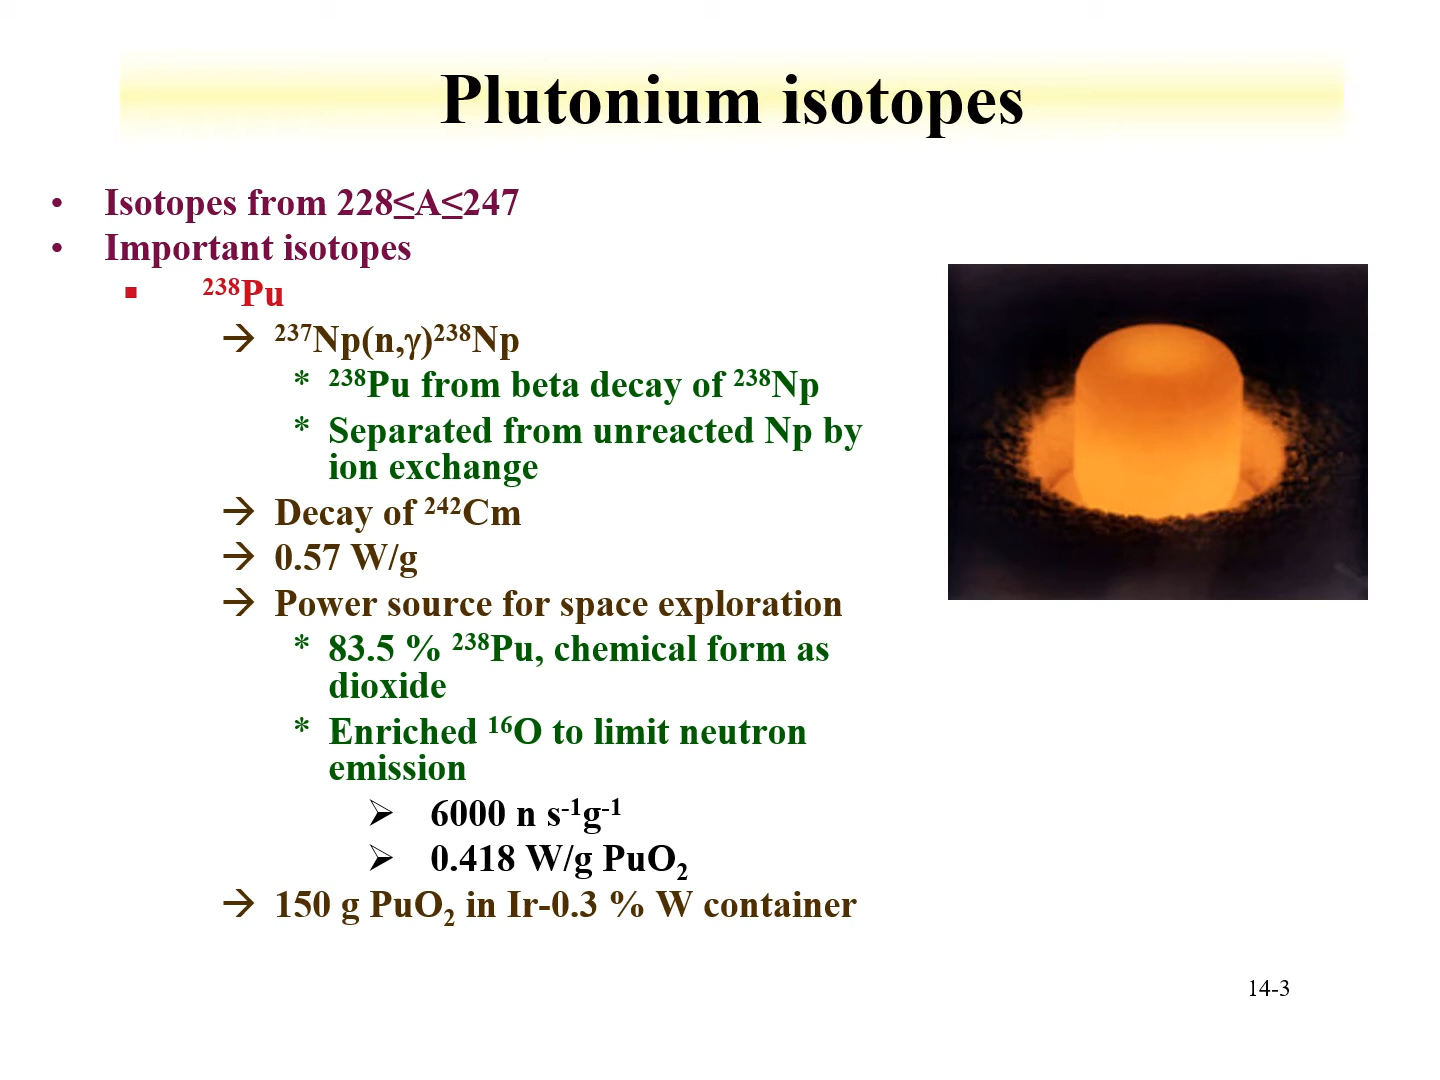 Plutonium isotopes
• Isotopes from 228≤A≤247
• Important isotopes
▪ ²³⁸Pu
→ ²³⁷Np(n,γ)²³⁸Np
* ²³⁸Pu from beta decay of ²³⁸Np
* Separated from unreacted Np by
ion exchange
→ Decay of ²⁴²Cm
→ 0.57 W/g
→ Power source for space exploration
* 83.5 % ²³⁸Pu, chemical form as
dioxide
* Enriched ¹⁶O to limit neutron
emission
➢ 6000 n s⁻¹g⁻¹
➢ 0.418 W/g PuO₂
→ 150 g PuO₂ in Ir-0.3 % W container
14-3